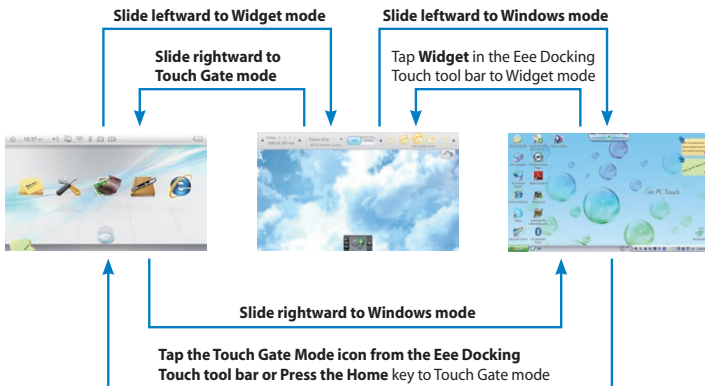 Slide leftward to Widget mode
Slide leftward to Windows mode
Slide rightward to
Touch Gate mode
Tap Widget in the Eee Docking
Touch tool bar to Widget mode
10:37
Eee PC Touch
Slide rightward to Windows mode
Tap the Touch Gate Mode icon from the Eee Docking
Touch tool bar or Press the Home key to Touch Gate mode